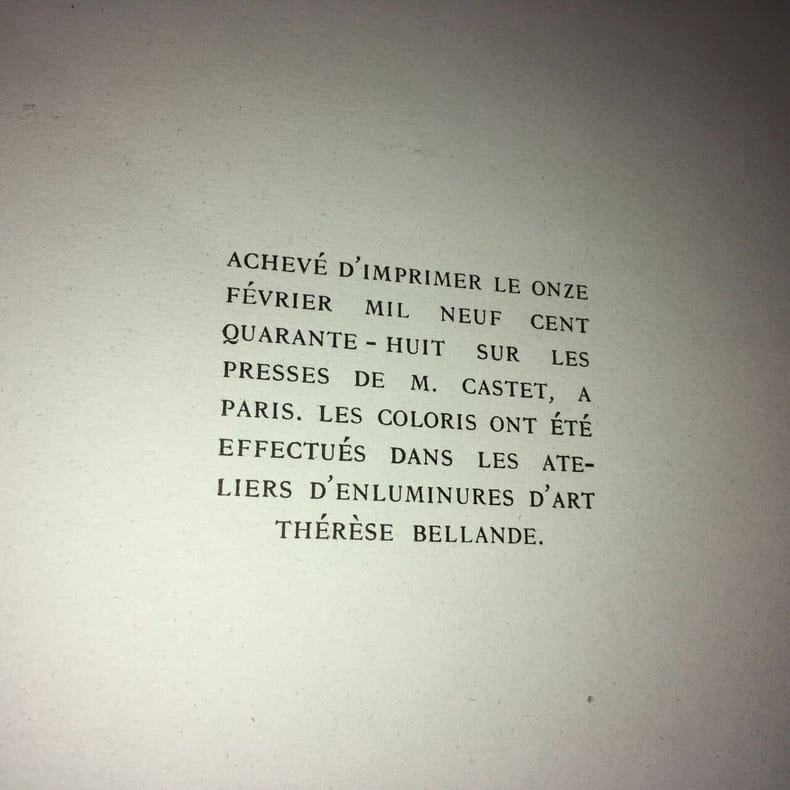 ACHEVÉ D'IMPRIMER LE ONZE
FÉVRIER MIL NEUF CENT
QUARANTE-HUIT SUR LES
PRESSES DE M. CASTET, A
PARIS. LES COLORIS ONT ÉTÉ
EFFECTUÉS DANS LES ATE-
LIERS D'ENLUMINURES D'ART
THÉRÈSE BELLANDE.